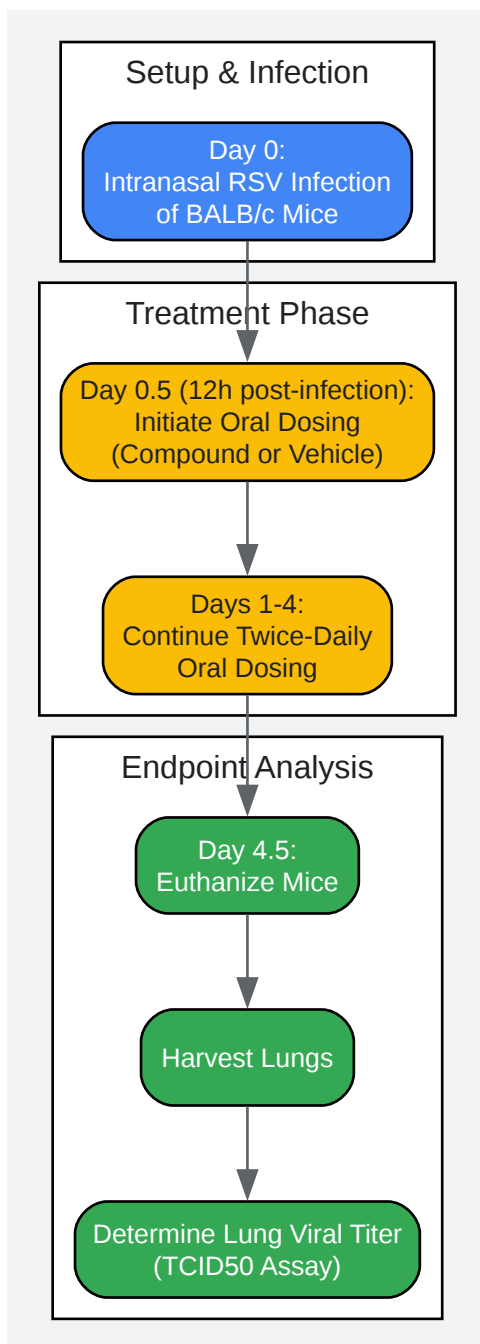 Setup & Infection
Day 0:
Intranasal RSV Infection
of BALB/c Mice
Treatment Phase
Day 0.5 (12h post-infection):
Initiate Oral Dosing
(Compound or Vehicle)
Days 1-4:
Continue Twice-Daily
Oral Dosing
Endpoint Analysis
Day 4.5:
Euthanize Mice
Harvest Lungs
Determine Lung Viral Titer
(TCID50 Assay)